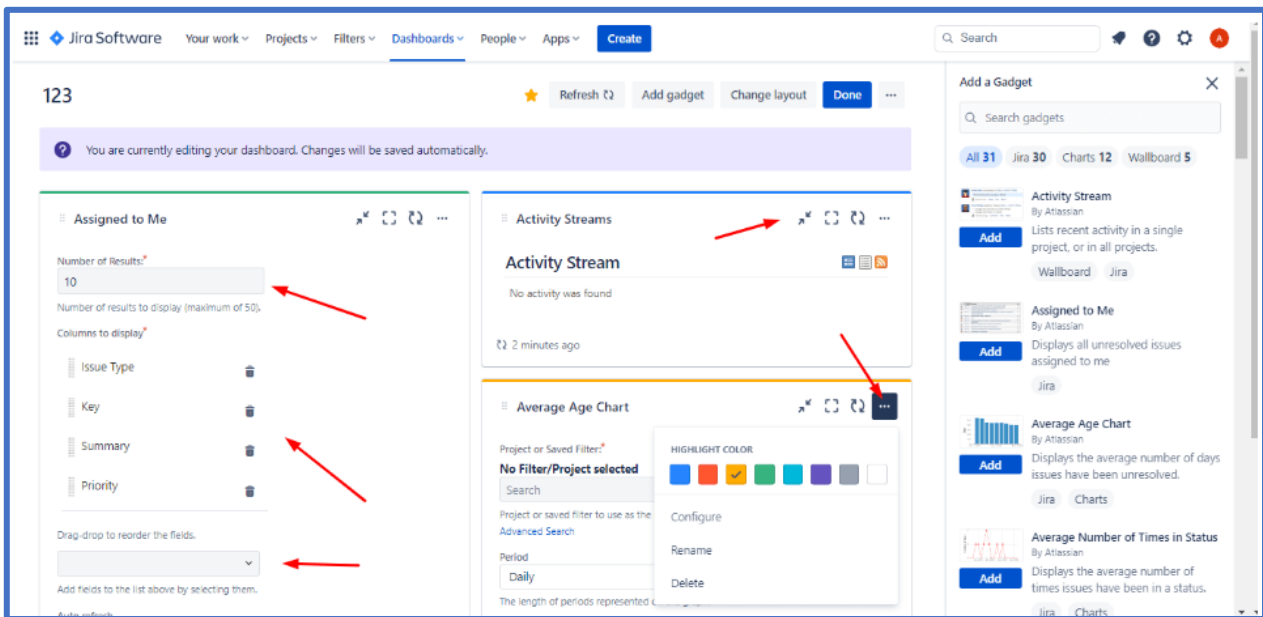 Jira Software Your work Projects Filters Dashboards People Apps Create Search A
123 Refresh Add gadget Change layout Done
You are currently editing your dashboard. Changes will be saved automatically.
Assigned to Me
Number of Results:*
10
Number of results to display (maximum of 50).
Columns to display*
Issue Type
Key
Summary
Priority
Drag-drop to reorder the fields.
Add fields to the list above by selecting them.
Auto refresh
Activity Streams
Activity Stream
No activity was found
2 minutes ago
Average Age Chart
Project or Saved Filter:*
No Filter/Project selected
Search
Project or saved filter to use as the
Advanced Search
Period
Daily
The length of periods represented
HIGHLIGHT COLOR
Configure
Rename
Delete
Add a Gadget
Search gadgets
All 31 Jira 30 Charts 12 Wallboard 5
Activity Stream
By Atlassian
Add
Lists recent activity in a single
project, or in all projects.
Wallboard Jira
Assigned to Me
By Atlassian
Add
Displays all unresolved issues
assigned to me
Jira
Average Age Chart
By Atlassian
Add
Displays the average number of days
issues have been unresolved.
Jira Charts
Average Number of Times in Status
By Atlassian
Add
Displays the average number of
times issues have been in a status.
Jira Charts